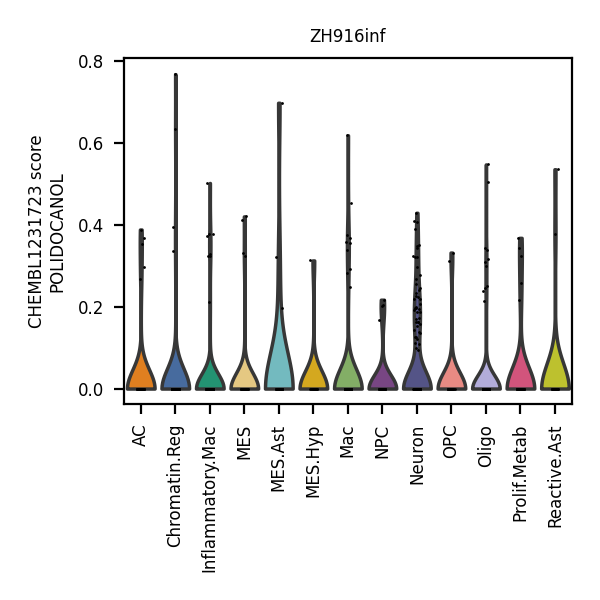 ZH916inf
CHEMBL1231723 score
POLIDOCANOL
0.8
0.6
0.4
0.2
0.0
AC
Chromatin.Reg
Inflammatory.Mac
MES
MES.Ast
MES.Hyp
Mac
NPC
Neuron
OPC
Oligo
Prolif.Metab
Reactive.Ast